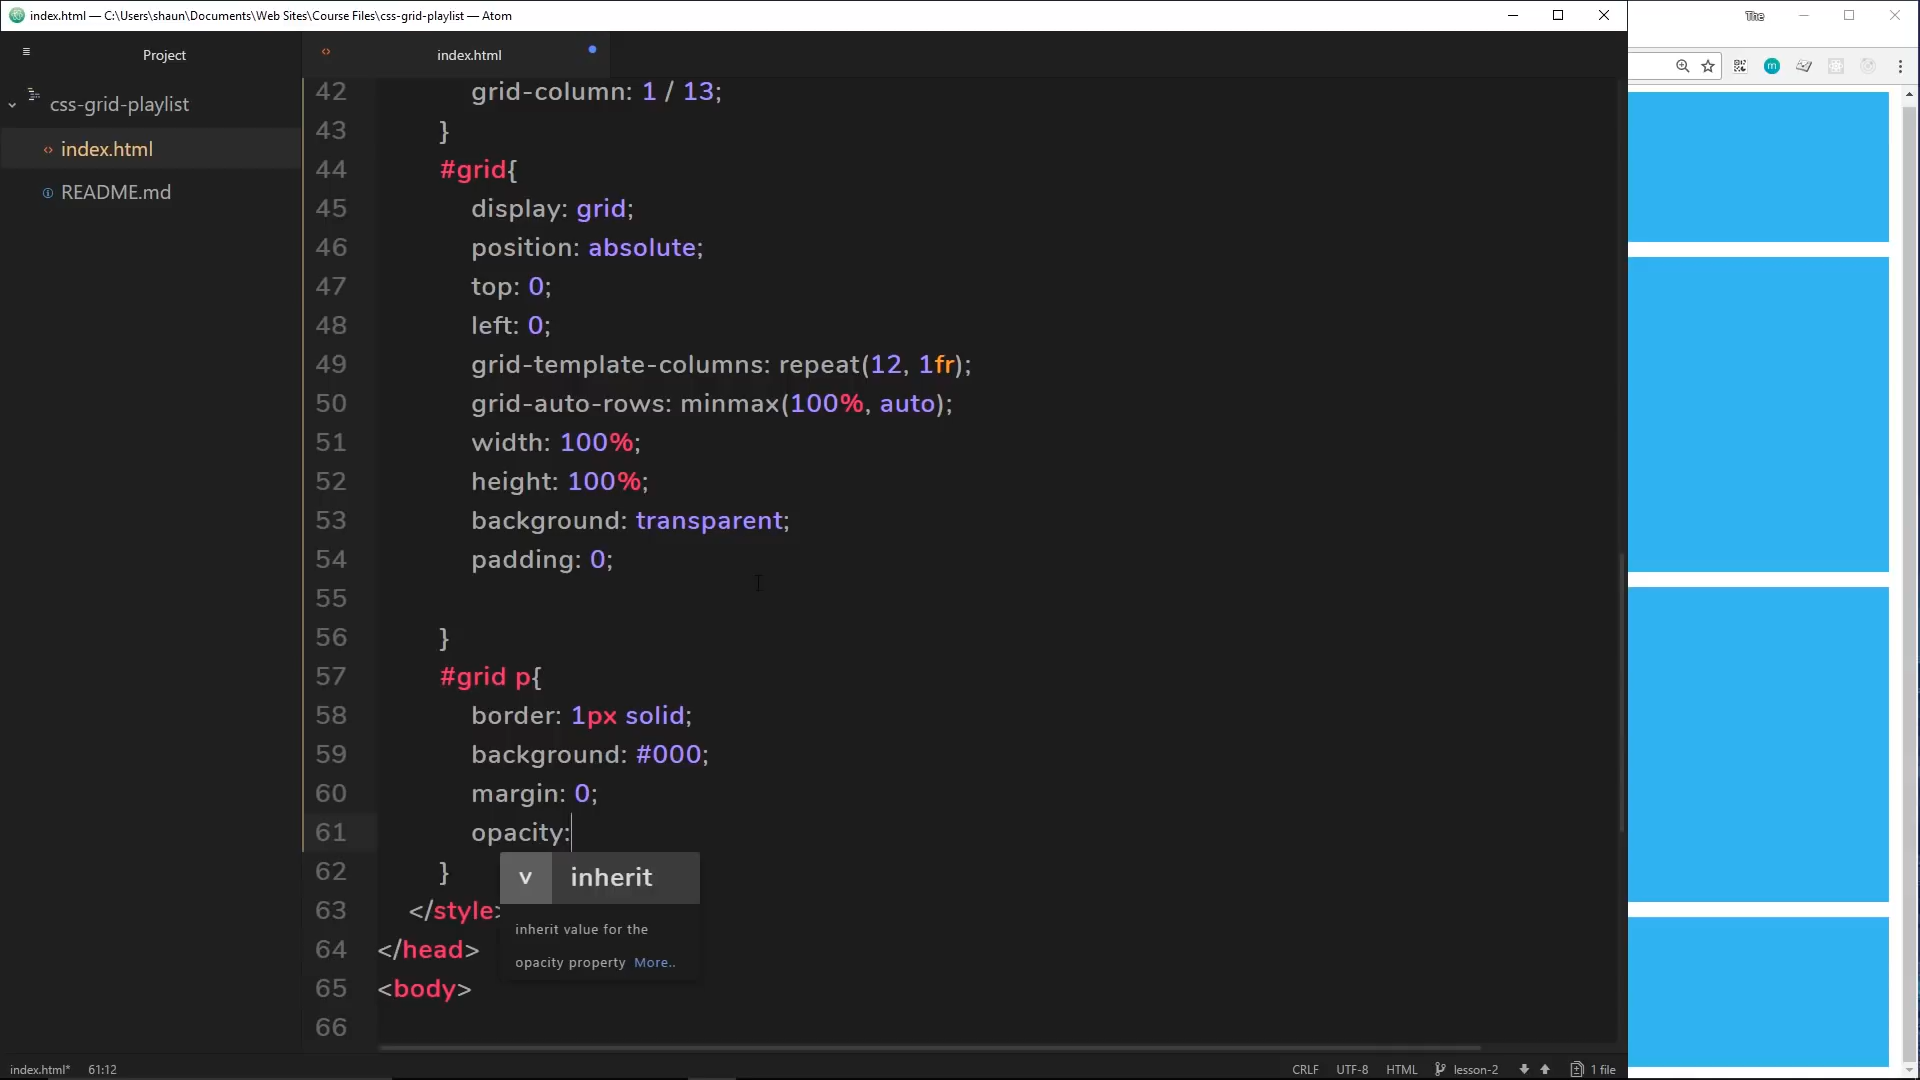 index.html — C:\Users\shaun\Documents\Web Sites\Course Files\css-grid-playlist — Atom
The
Project
index.html
css-grid-playlist
index.html
README.md
42 grid-column: 1 / 13;
43 }
44 #grid{
45 display: grid;
46 position: absolute;
47 top: 0;
48 left: 0;
49 grid-template-columns: repeat(12, 1fr);
50 grid-auto-rows: minmax(100%, auto);
51 width: 100%;
52 height: 100%;
53 background: transparent;
54 padding: 0;
55
56 }
57 #grid p{
58 border: 1px solid;
59 background: #000;
60 margin: 0;
61 opacity:
62 }
v inherit
63 </style>
inherit value for the
opacity property More..
64 </head>
65 <body>
66
index.html* 61:12
CRLF UTF-8 HTML lesson-2 1 file
m